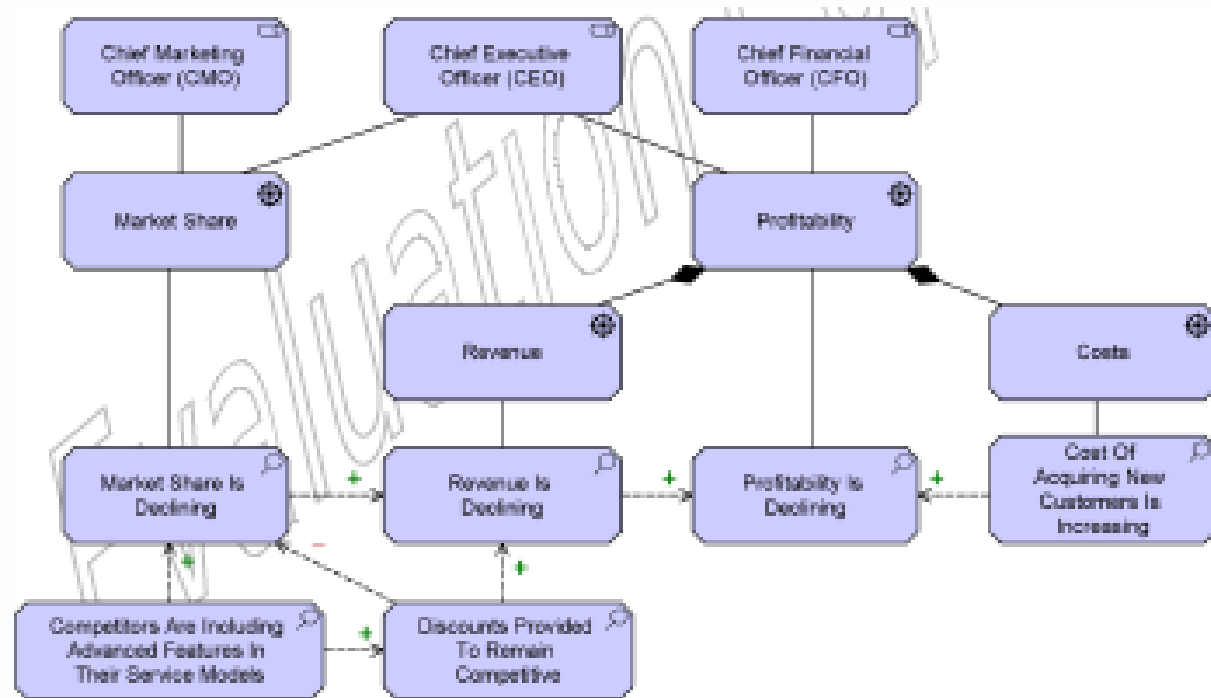 Chief Marketing
Officer (CMO)
Chief Executive
Officer (CEO)
Chief Financial
Officer (CFO)
Market Share
Profitability
Revenue
Costs
Market Share Is
Declining
+
Revenue Is
Declining
+
Profitability Is
Declining
+
Cost Of
Acquiring New
Customers Is
Increasing
+
−
+
Competitors Are Including
Advanced Features In
Their Service Models
+
Discounts Provided
To Remain
Competitive
Evaluation